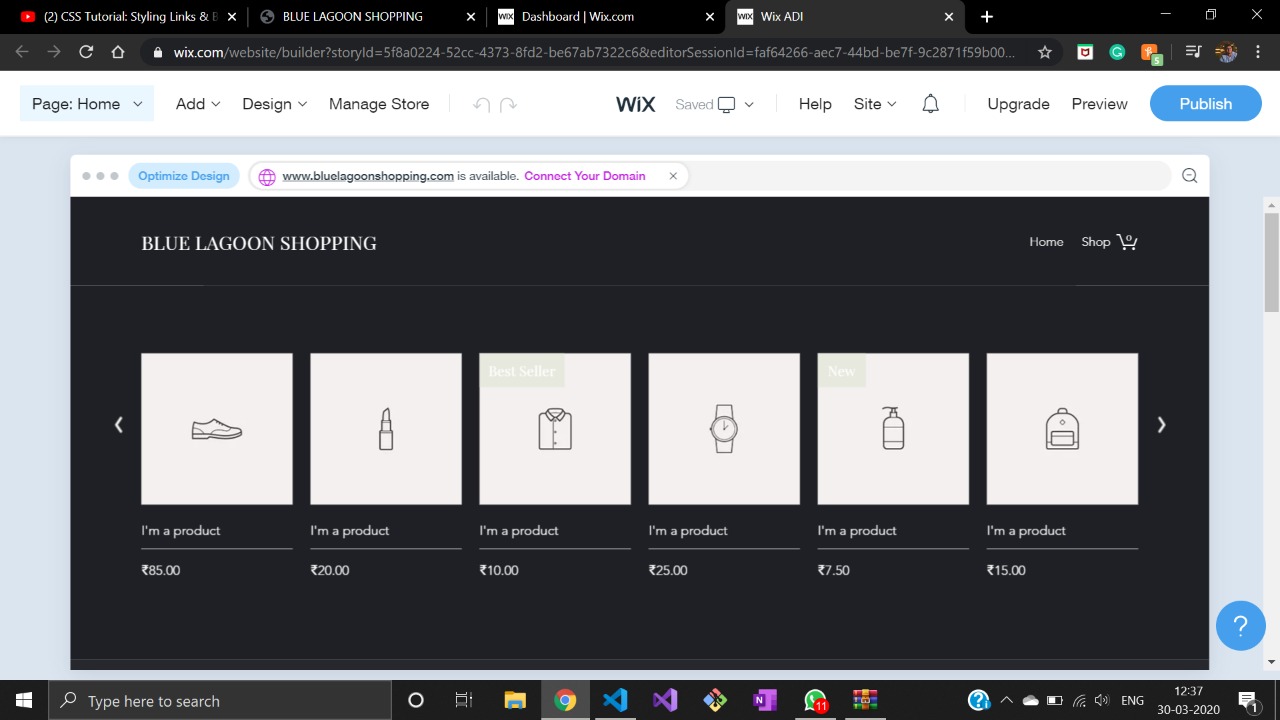 (2) CSS Tutorial: Styling Links & B
BLUE LAGOON SHOPPING
WiX Dashboard | Wix.com
WiX Wix ADI
wix.com/website/builder?storyId=5f8a0224-52cc-4373-8fd2-be67ab7322c6&editorSessionId=faf64266-aec7-44bd-be7f-9c2871f59b00...
5
Page: Home Add Design Manage Store WiX Saved Help Site Upgrade Preview Publish
Optimize Design www.bluelagoonshopping.com is available. Connect Your Domain
BLUE LAGOON SHOPPING
Home Shop 0
Best Seller New
I'm a product I'm a product I'm a product I'm a product I'm a product I'm a product
₹85.00 ₹20.00 ₹10.00 ₹25.00 ₹7.50 ₹15.00
?
Type here to search
N
11
ENG
12:37
30-03-2020
1